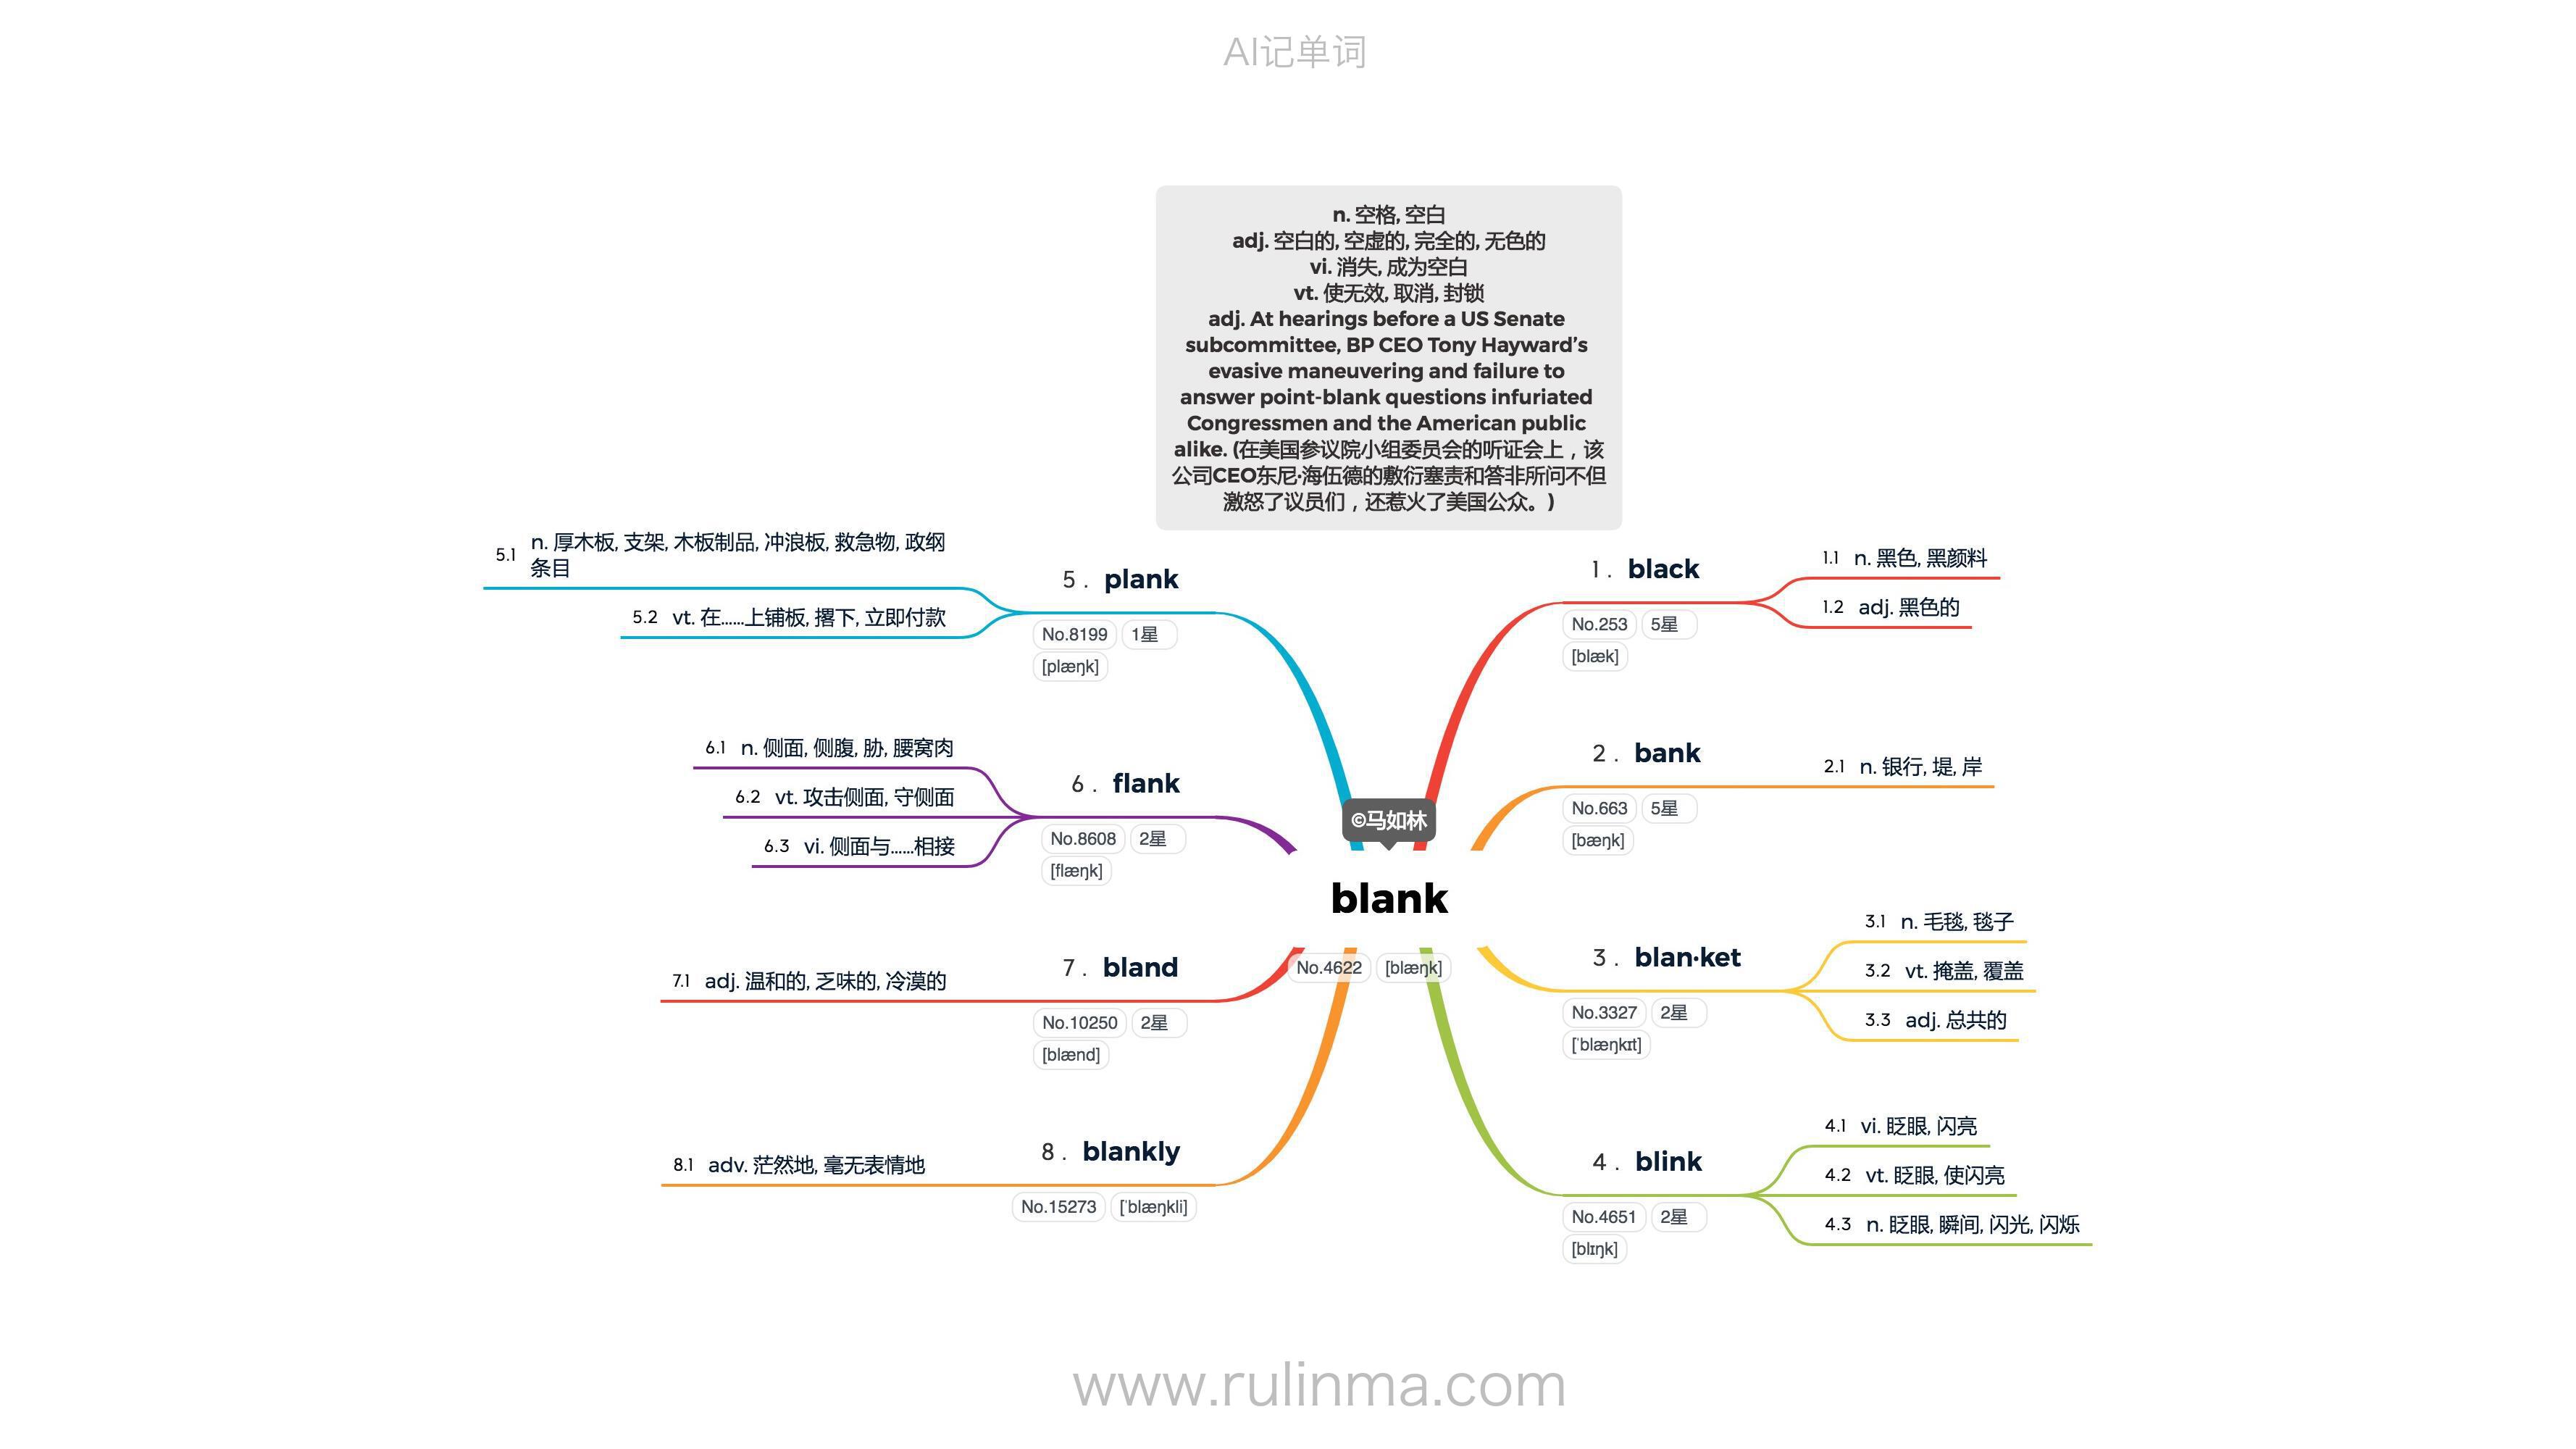 AI记单词
n. 空格, 空白
adj. 空白的, 空虚的, 完全的, 无色的
vi. 消失, 成为空白
vt. 使无效, 取消, 封锁
adj. At hearings before a US Senate
subcommittee, BP CEO Tony Hayward’s
evasive maneuvering and failure to
answer point-blank questions infuriated
Congressmen and the American public
alike. (在美国参议院小组委员会的听证会上，该
公司CEO东尼·海伍德的敷衍塞责和答非所问不但
激怒了议员们，还惹火了美国公众。)
©马如林
blank
No.4622 [blæŋk]
1 . black
No.253 5星
[blæk]
1.1 n. 黑色, 黑颜料
1.2 adj. 黑色的
2 . bank
No.663 5星
[bæŋk]
2.1 n. 银行, 堤, 岸
3 . blan·ket
No.3327 2星
[ˈblæŋkɪt]
3.1 n. 毛毯, 毯子
3.2 vt. 掩盖, 覆盖
3.3 adj. 总共的
4 . blink
No.4651 2星
[blɪŋk]
4.1 vi. 眨眼, 闪亮
4.2 vt. 眨眼, 使闪亮
4.3 n. 眨眼, 瞬间, 闪光, 闪烁
5 . plank
No.8199 1星
[plæŋk]
5.1 n. 厚木板, 支架, 木板制品, 冲浪板, 救急物, 政纲
条目
5.2 vt. 在……上铺板, 撂下, 立即付款
6 . flank
No.8608 2星
[flæŋk]
6.1 n. 侧面, 侧腹, 胁, 腰窝肉
6.2 vt. 攻击侧面, 守侧面
6.3 vi. 侧面与……相接
7 . bland
No.10250 2星
[blænd]
7.1 adj. 温和的, 乏味的, 冷漠的
8 . blankly
No.15273 [ˈblæŋkli]
8.1 adv. 茫然地, 毫无表情地
www.rulinma.com